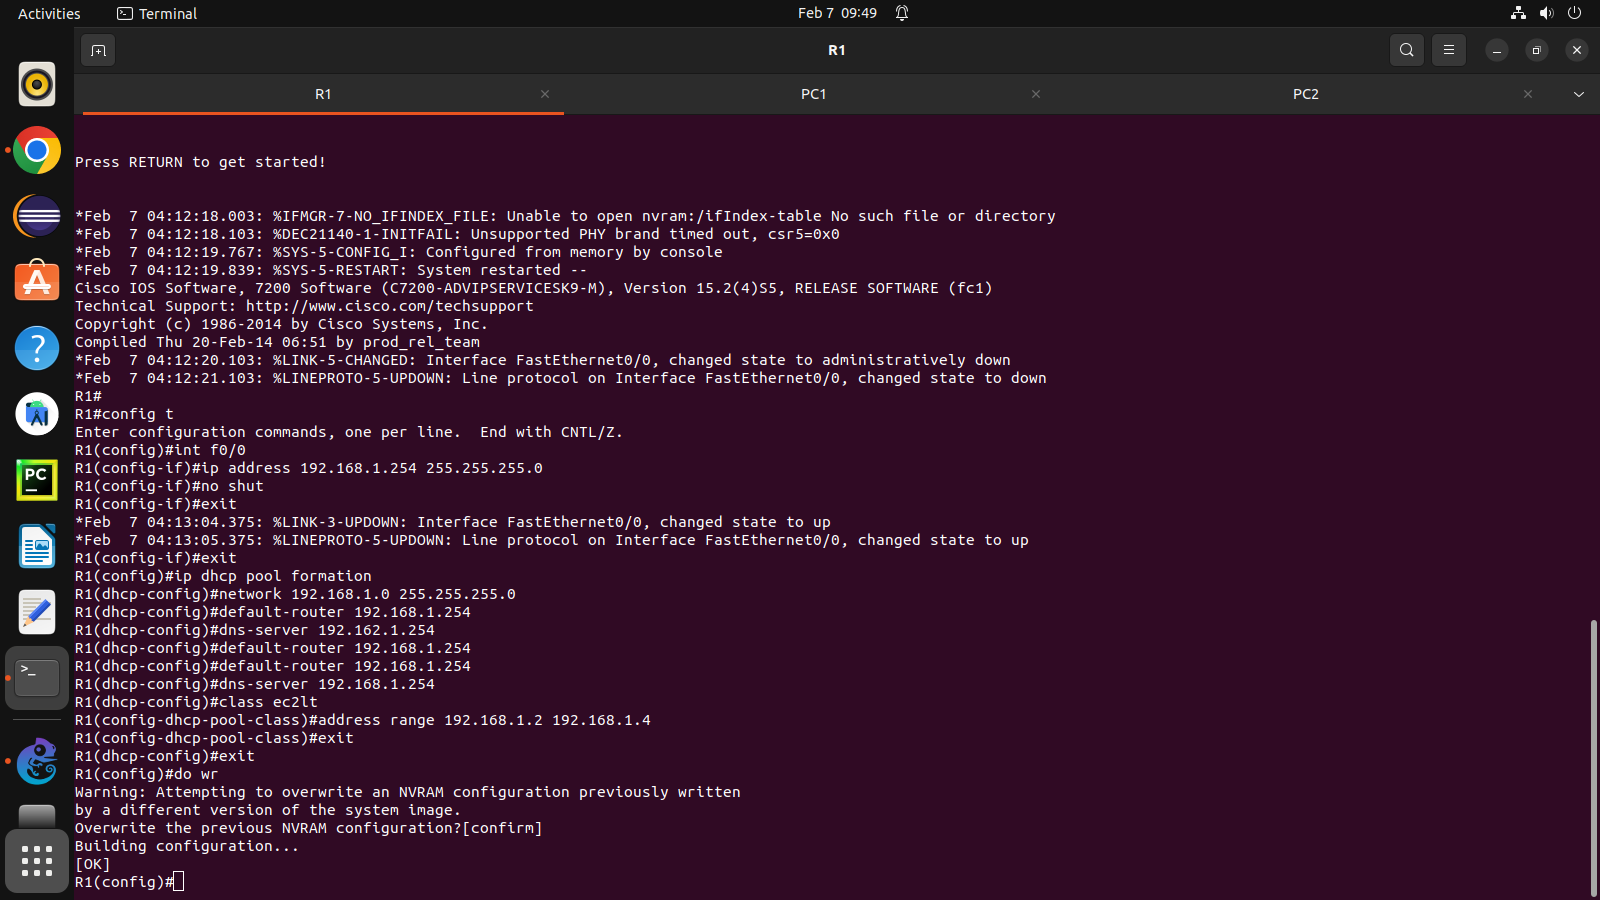 Activities
Terminal
Feb 7 09:49
R1
R1
PC1
PC2
Press RETURN to get started!
*Feb  7 04:12:18.003: %IFMGR-7-NO_IFINDEX_FILE: Unable to open nvram:/ifIndex-table No such file or directory
*Feb  7 04:12:18.103: %DEC21140-1-INITFAIL: Unsupported PHY brand timed out, csr5=0x0
*Feb  7 04:12:19.767: %SYS-5-CONFIG_I: Configured from memory by console
*Feb  7 04:12:19.839: %SYS-5-RESTART: System restarted --
Cisco IOS Software, 7200 Software (C7200-ADVIPSERVICESK9-M), Version 15.2(4)S5, RELEASE SOFTWARE (fc1)
Technical Support: http://www.cisco.com/techsupport
Copyright (c) 1986-2014 by Cisco Systems, Inc.
Compiled Thu 20-Feb-14 06:51 by prod_rel_team
*Feb  7 04:12:20.103: %LINK-5-CHANGED: Interface FastEthernet0/0, changed state to administratively down
*Feb  7 04:12:21.103: %LINEPROTO-5-UPDOWN: Line protocol on Interface FastEthernet0/0, changed state to down
R1#
R1#config t
Enter configuration commands, one per line.  End with CNTL/Z.
R1(config)#int f0/0
R1(config-if)#ip address 192.168.1.254 255.255.255.0
R1(config-if)#no shut
R1(config-if)#exit
*Feb  7 04:13:04.375: %LINK-3-UPDOWN: Interface FastEthernet0/0, changed state to up
*Feb  7 04:13:05.375: %LINEPROTO-5-UPDOWN: Line protocol on Interface FastEthernet0/0, changed state to up
R1(config-if)#exit
R1(config)#ip dhcp pool formation
R1(dhcp-config)#network 192.168.1.0 255.255.255.0
R1(dhcp-config)#default-router 192.168.1.254
R1(dhcp-config)#dns-server 192.162.1.254
R1(dhcp-config)#default-router 192.168.1.254
R1(dhcp-config)#default-router 192.168.1.254
R1(dhcp-config)#dns-server 192.168.1.254
R1(dhcp-config)#class ec2lt
R1(config-dhcp-pool-class)#address range 192.168.1.2 192.168.1.4
R1(config-dhcp-pool-class)#exit
R1(dhcp-config)#exit
R1(config)#do wr
Warning: Attempting to overwrite an NVRAM configuration previously written
by a different version of the system image.
Overwrite the previous NVRAM configuration?[confirm]
Building configuration...
[OK]
R1(config)#
PC